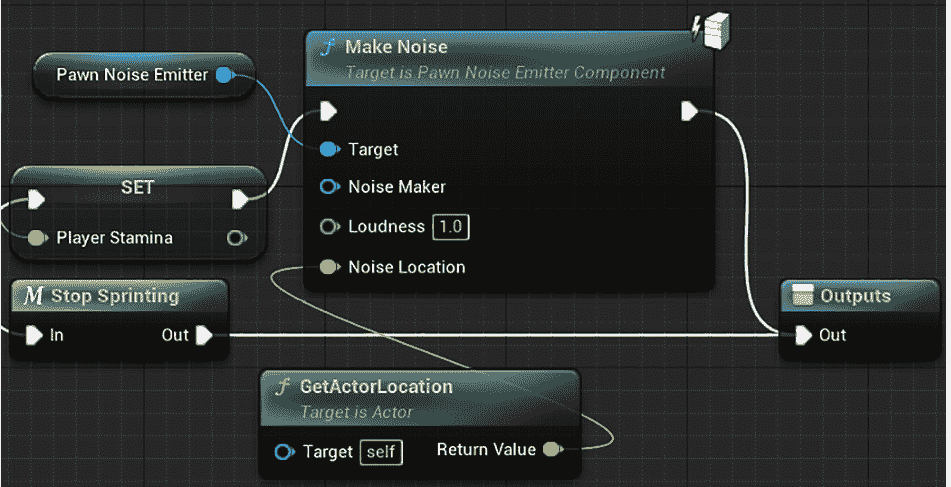 Pawn Noise Emitter
f Make Noise
Target is Pawn Noise Emitter Component
Target
SET
Noise Maker
Player Stamina
Loudness 1.0
Noise Location
M Stop Sprinting
In Out
Outputs
Out
f GetActorLocation
Target is Actor
Target self Return Value